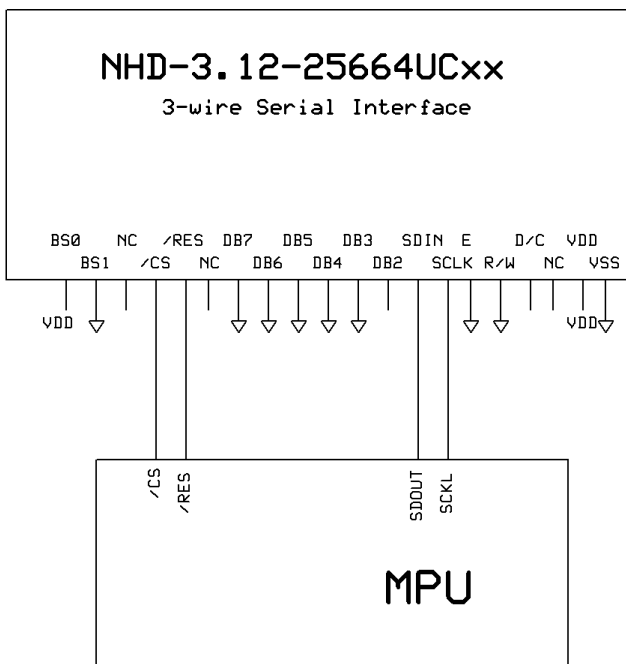 NHD-3.12-25664UCxx
3-wire Serial Interface
BS0 NC /RES DB7 DB5 DB3 SDIN E D/C VDD
BS1 /CS NC DB6 DB4 DB2 SCLK R/W NC VSS
VDD VDD
/CS /RES SDOUT SCKL
MPU